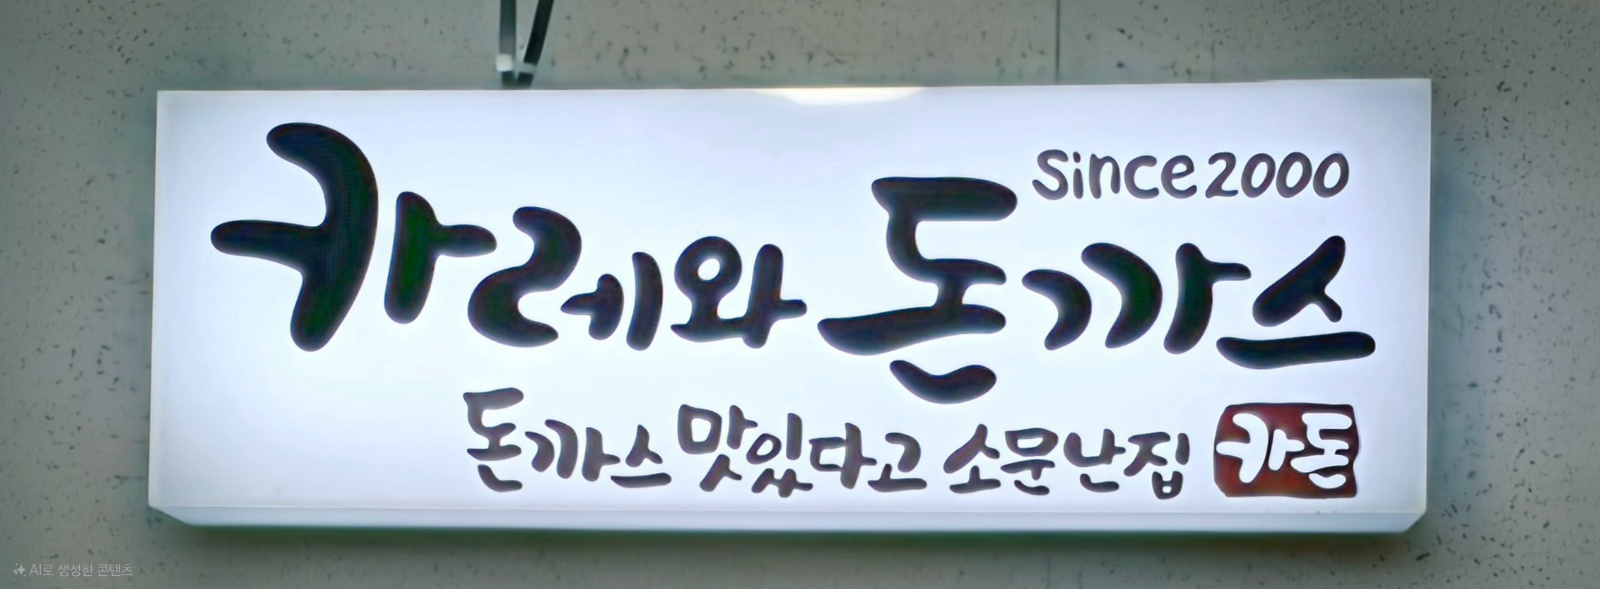 Since 2000
카레와 돈까스
돈까스 맛있다고 소문난집
카돈
AI로 생성한 콘텐츠